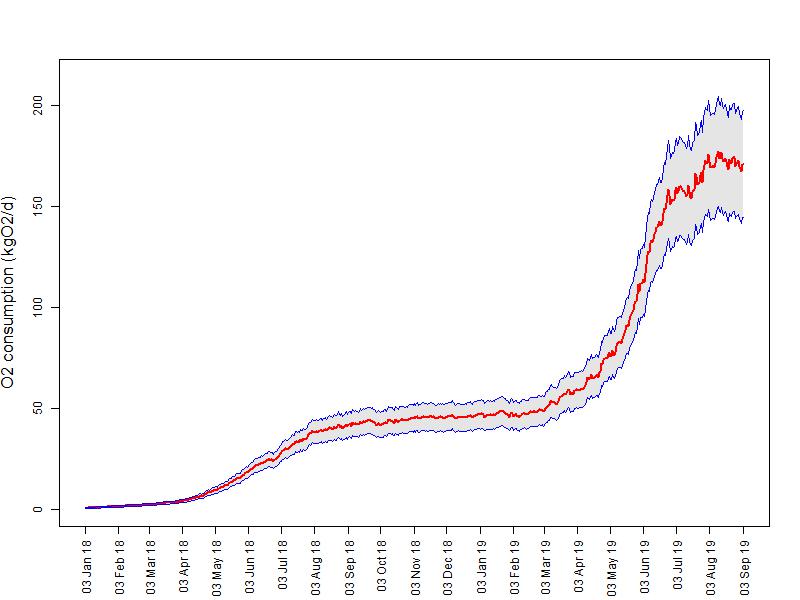 O2 consumption (kgO2/d)
200
150
100
50
0
03 Jan 18
03 Feb 18
03 Mar 18
03 Apr 18
03 May 18
03 Jun 18
03 Jul 18
03 Aug 18
03 Sep 18
03 Oct 18
03 Nov 18
03 Dec 18
03 Jan 19
03 Feb 19
03 Mar 19
03 Apr 19
03 May 19
03 Jun 19
03 Jul 19
03 Aug 19
03 Sep 19